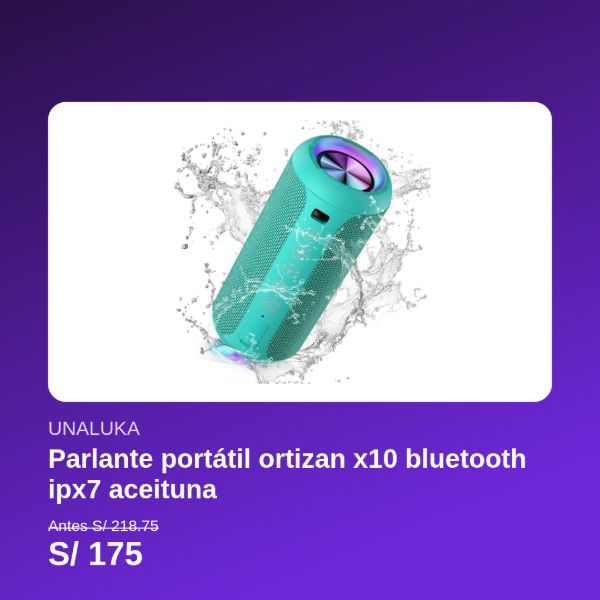 UNALUKA
Parlante portátil ortizan x10 bluetooth
ipx7 aceituna
Antes S/ 218.75
S/ 175